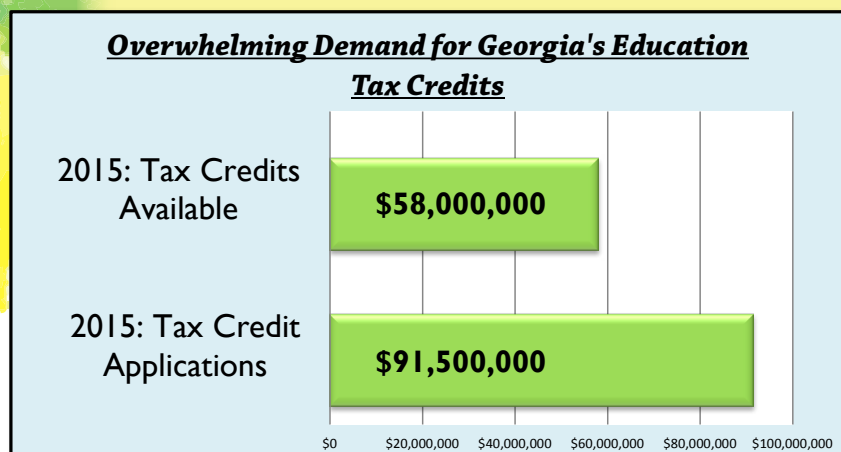 Overwhelming Demand for Georgia's Education
Tax Credits
2015: Tax Credits
Available
$58,000,000
2015: Tax Credit
Applications
$91,500,000
$0 $20,000,000 $40,000,000 $60,000,000 $80,000,000 $100,000,000